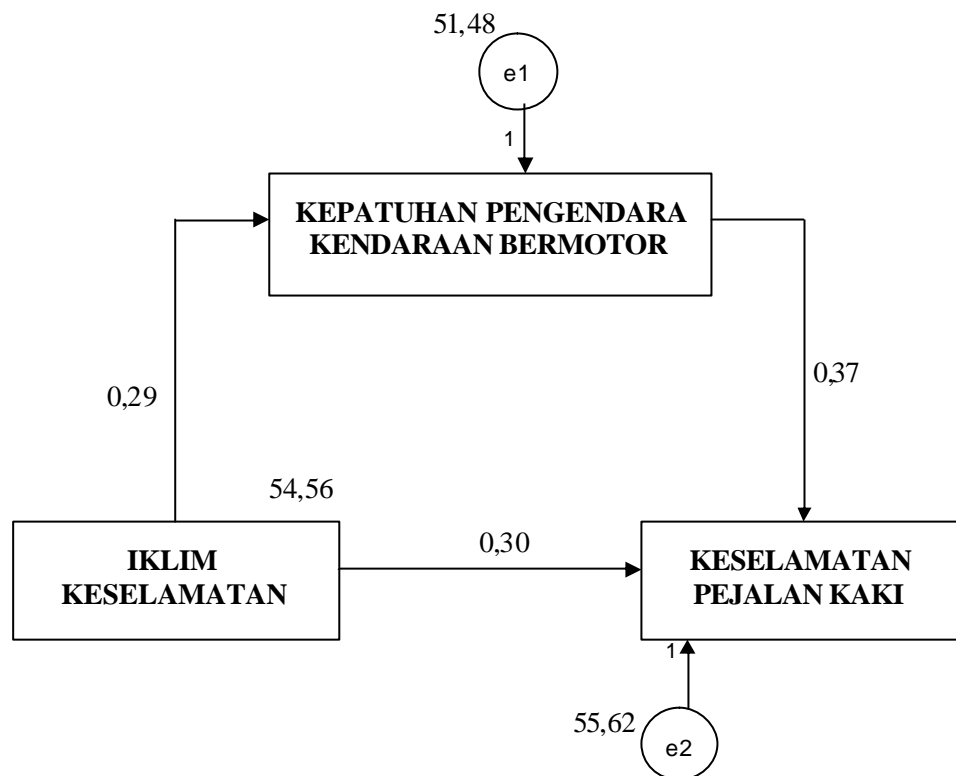 51,48
e1
1
KEPATUHAN PENGENDARA
KENDARAAN BERMOTOR
0,29
0,37
54,56
IKLIM
KESELAMATAN
0,30
KESELAMATAN
PEJALAN KAKI
1
55,62
e2